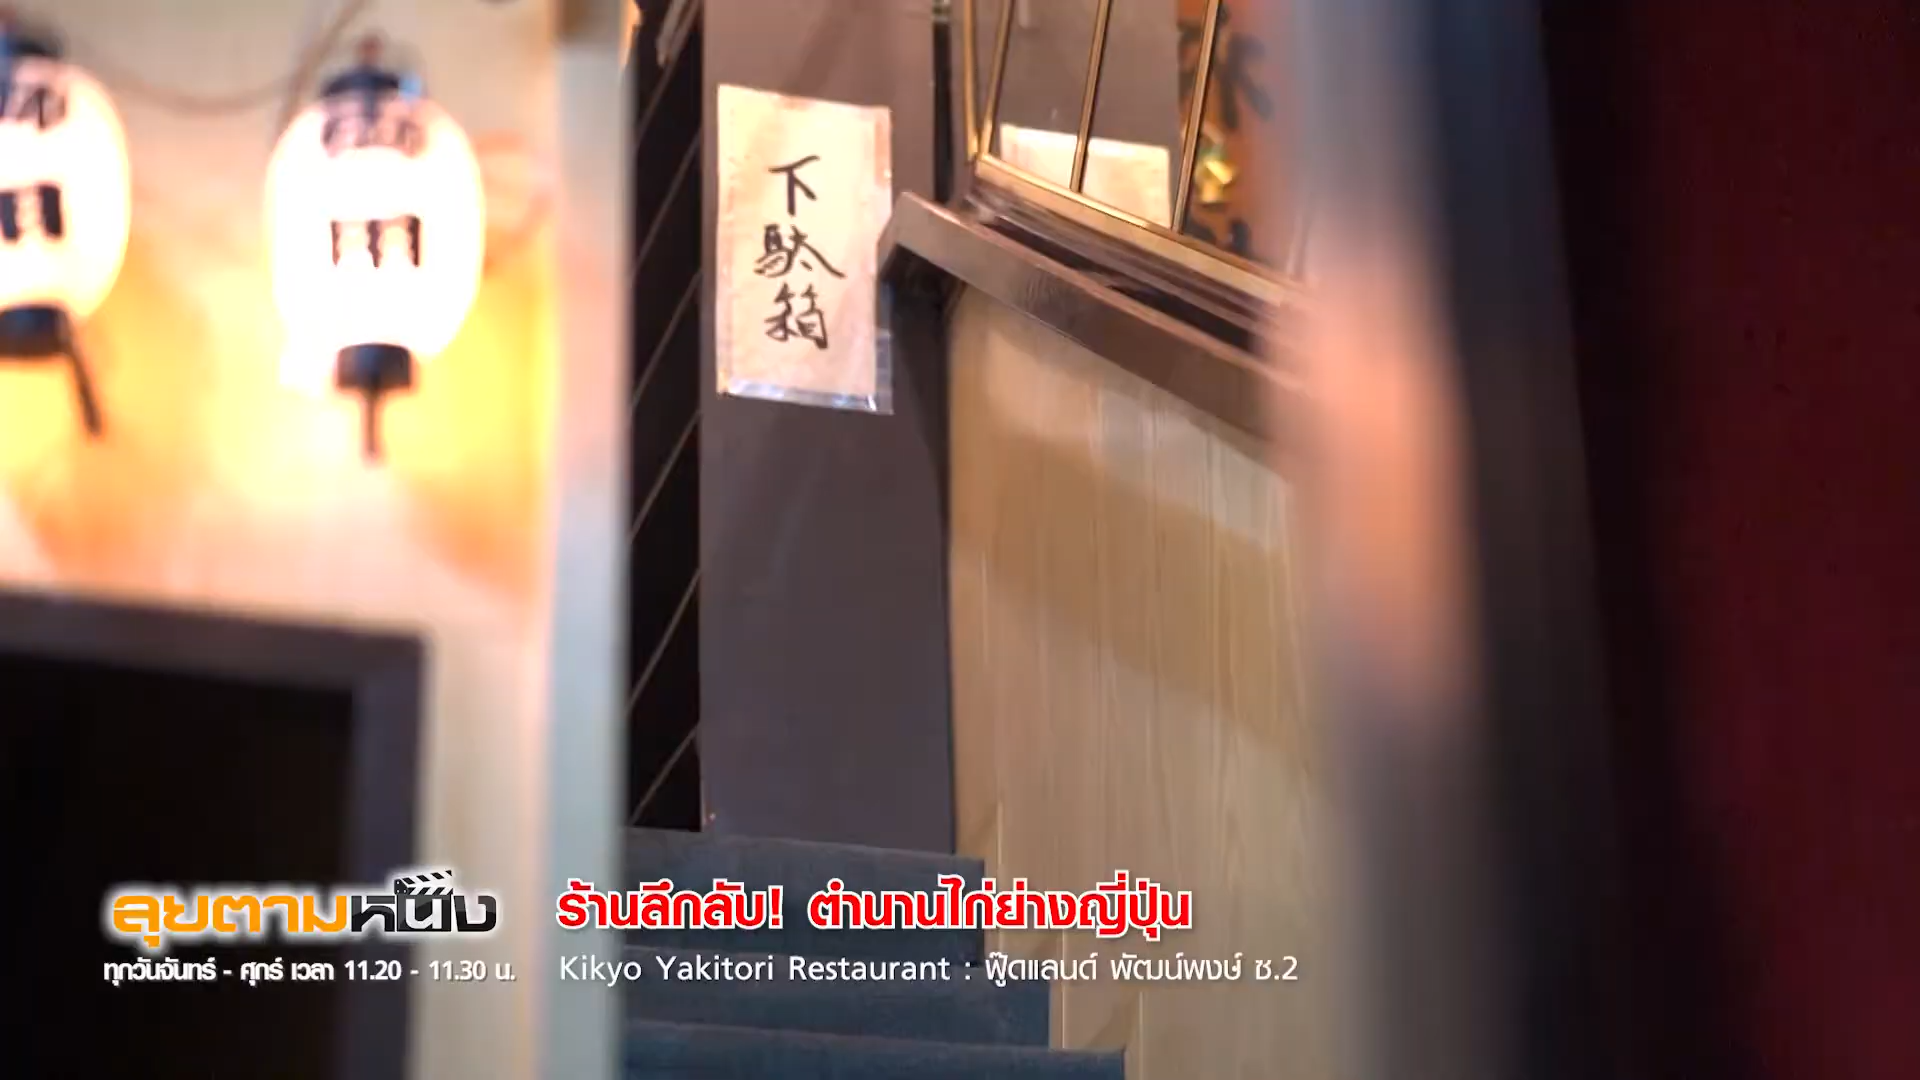 下駄箱
ลุยตามหนัง
ร้านลึกลับ! ตำนานไก่ย่างญี่ปุ่น
ทุกวันจันทร์ - ศุกร์ เวลา 11.20 - 11.30 น.
Kikyo Yakitori Restaurant : ฟู๊ดแลนด์ พัฒน์พงษ์ ซ.2